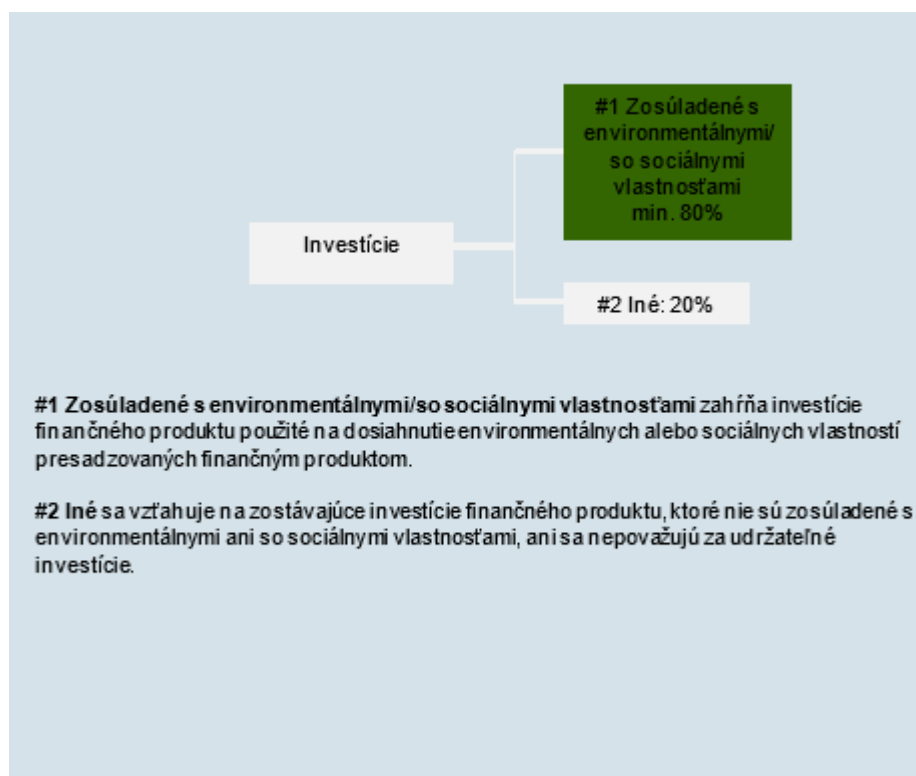 #1 Zosúladené s
environmentálnymi/
so sociálnymi
vlastnosťami
min. 80%
Investície
#2 Iné: 20%
#1 Zosúladené s environmentálnymi/so sociálnymi vlastnosťami zahŕňa investície
finančného produktu použité na dosiahnutie environmentálnych alebo sociálnych vlastností
presadzovaných finančným produktom.
#2 Iné sa vzťahuje na zostávajúce investície finančného produktu, ktoré nie sú zosúladené s
environmentálnymi ani so sociálnymi vlastnosťami, ani sa nepovažujú za udržateľné
investície.